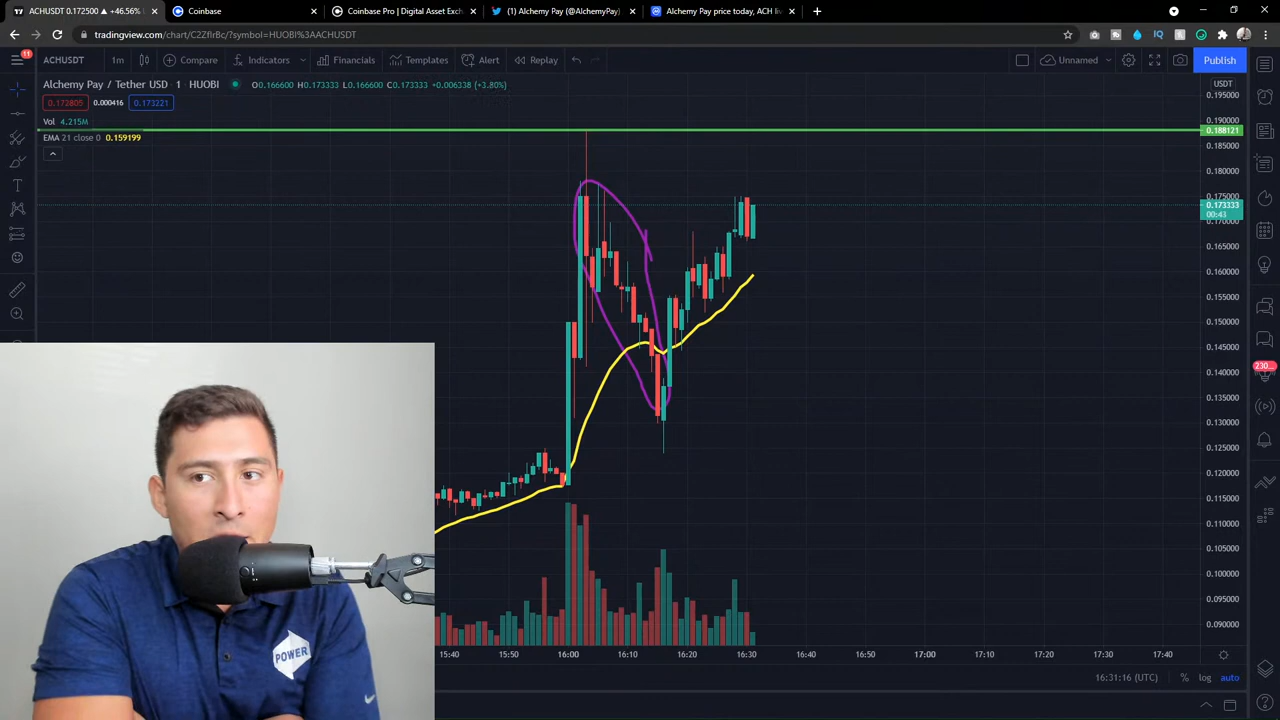 ACHUSDT 0.172500 ▲ +46.56%
Coinbase
Coinbase Pro | Digital Asset Exch
(1) Alchemy Pay (@AlchemyPay)
Alchemy Pay price today, ACH liv
tradingview.com/chart/C2ZflrBc/?symbol=HUOBI%3AACHUSDT
11
ACHUSDT 1m Compare Indicators Financials Templates Alert Replay Unnamed Publish
Alchemy Pay / Tether USD · 1 · HUOBI O0.166600 H0.173333 L0.166600 C0.173333 +0.006338 (+3.80%) USDT
0.172805 0.000416 0.173221
Vol 4.215M
EMA 21 close 0 0.159199
0.195000
0.190000
0.188121
0.185000
0.180000
0.175000
0.173333
00:43
0.170000
0.165000
0.160000
0.155000
0.150000
0.145000
0.140000
0.135000
0.130000
0.125000
0.120000
0.115000
0.110000
0.105000
0.100000
0.095000
0.090000
230
POWER
15:40 15:50 16:00 16:10 16:20 16:30 16:40 16:50 17:00 17:10 17:20 17:30 17:40
16:31:16 (UTC) % log auto